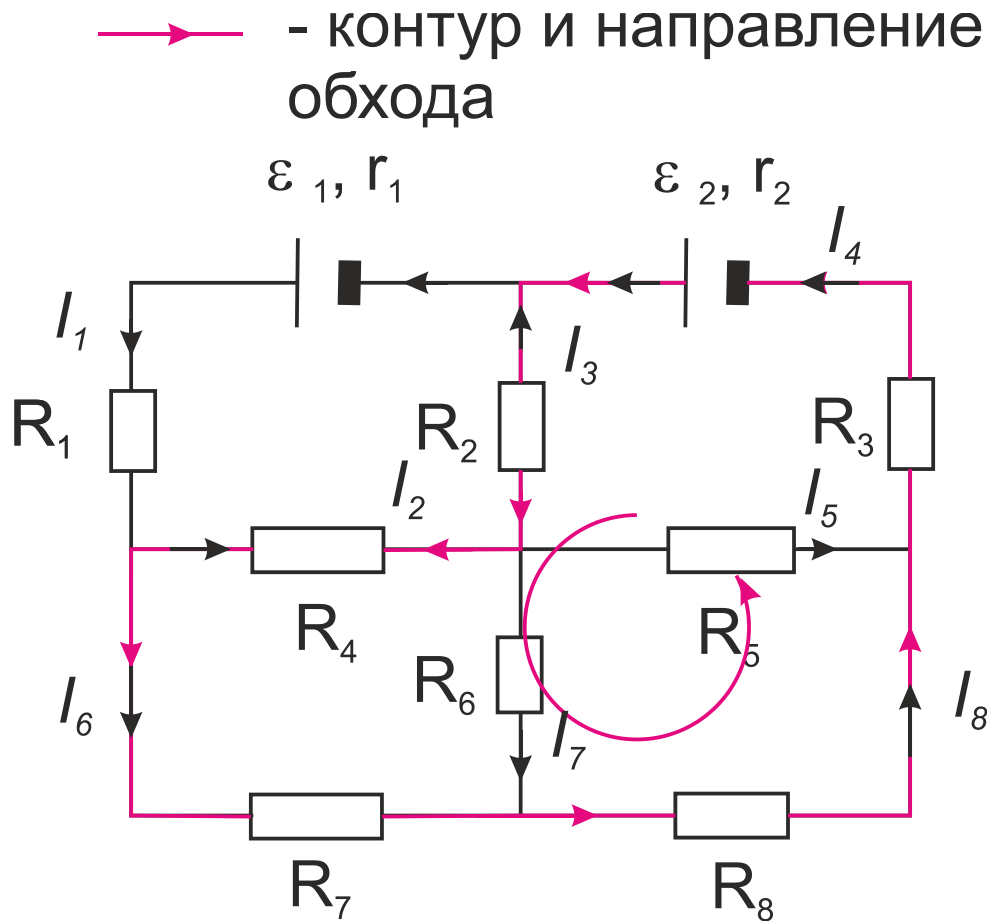 - контур и направление
обхода
ε 1, r1
ε 2, r2
I4
I1
I3
R1
R2
R3
I2
I5
R4
R5
R6
I6
I7
I8
R7
R8